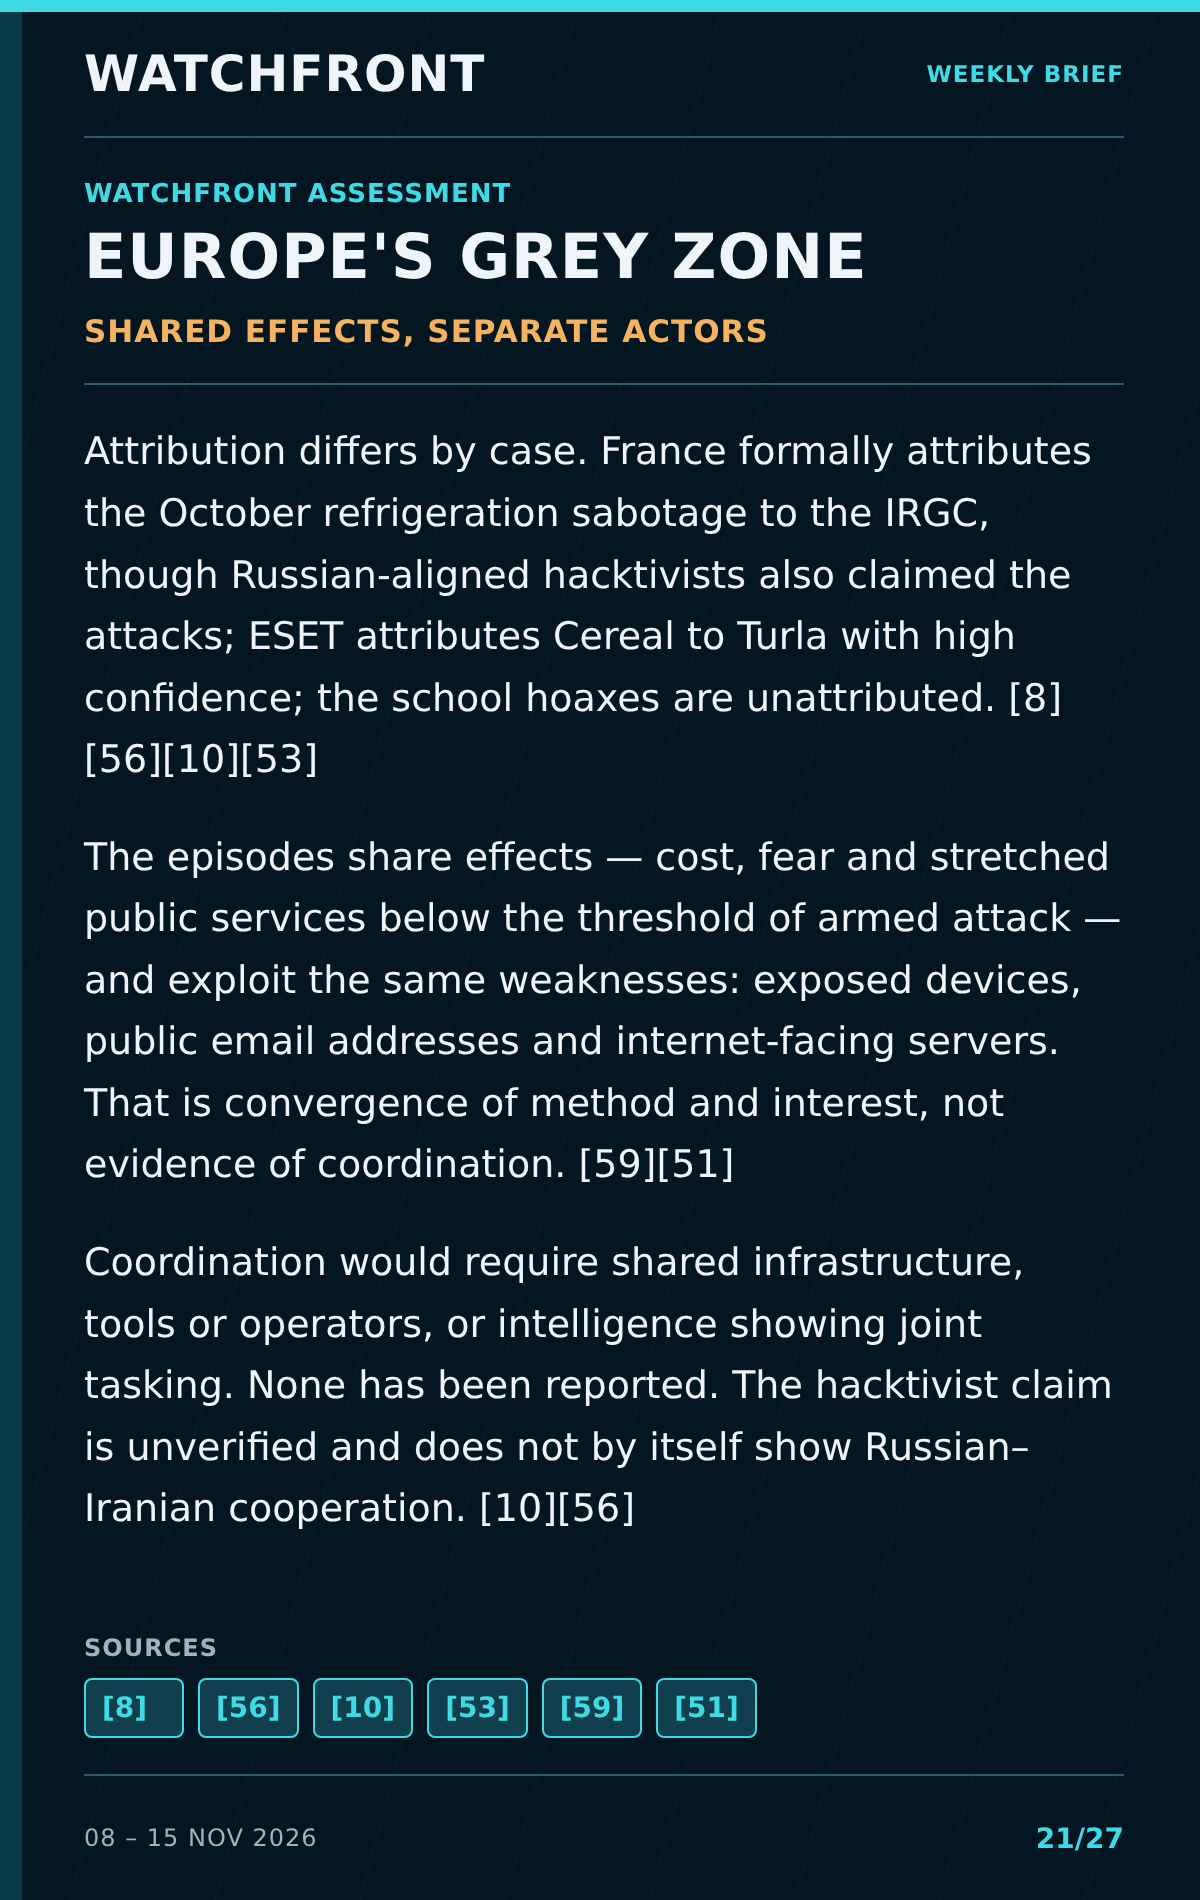 WATCHFRONT
WEEKLY BRIEF
WATCHFRONT ASSESSMENT
EUROPE'S GREY ZONE
SHARED EFFECTS, SEPARATE ACTORS
Attribution differs by case. France formally attributes
the October refrigeration sabotage to the IRGC,
though Russian-aligned hacktivists also claimed the
attacks; ESET attributes Cereal to Turla with high
confidence; the school hoaxes are unattributed. [8]
[56][10][53]
The episodes share effects — cost, fear and stretched
public services below the threshold of armed attack —
and exploit the same weaknesses: exposed devices,
public email addresses and internet-facing servers.
That is convergence of method and interest, not
evidence of coordination. [59][51]
Coordination would require shared infrastructure,
tools or operators, or intelligence showing joint
tasking. None has been reported. The hacktivist claim
is unverified and does not by itself show Russian–
Iranian cooperation. [10][56]
SOURCES
[8] [56] [10] [53] [59] [51]
08 – 15 NOV 2026
21/27